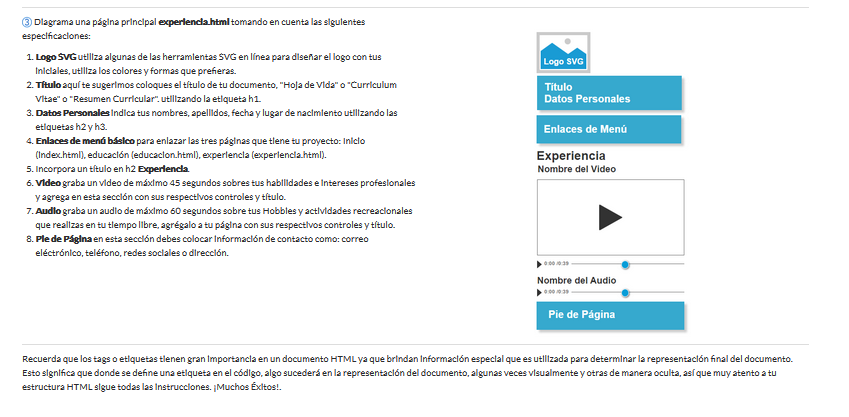 ③ Diagrama una página principal experiencia.html tomando en cuenta las siguientes
especificaciones:
1. Logo SVG utiliza algunas de las herramientas SVG en línea para diseñar el logo con tus
iniciales, utiliza los colores y formas que prefieras.
2. Título aquí te sugerimos coloques el título de tu documento, "Hoja de Vida" o "Curriculum
Vitae" o "Resumen Curricular". utilizando la etiqueta h1.
3. Datos Personales indica tus nombres, apellidos, fecha y lugar de nacimiento utilizando las
etiquetas h2 y h3.
4. Enlaces de menú básico para enlazar las tres páginas que tiene tu proyecto: Inicio
(index.html), educación (educacion.html), experiencia (experiencia.html).
5. Incorpora un título en h2 Experiencia.
6. Video graba un video de máximo 45 segundos sobres tus habilidades e intereses profesionales
y agrega en esta sección con sus respectivos controles y título.
7. Audio graba un audio de máximo 60 segundos sobre tus Hobbies y actividades recreacionales
que realizas en tu tiempo libre, agrégalo a tu página con sus respectivos controles y título.
8. Pie de Página en esta sección debes colocar información de contacto como: correo
eléctrónico, teléfono, redes sociales o dirección.
Logo SVG
Título
Datos Personales
Enlaces de Menú
Experiencia
Nombre del Video
0:00 /0:39
Nombre del Audio
0:00 /0:39
Pie de Página
Recuerda que los tags o etiquetas tienen gran importancia en un documento HTML ya que brindan información especial que es utilizada para determinar la representación final del documento.
Esto significa que donde se define una etiqueta en el código, algo sucederá en la representación del documento, algunas veces visualmente y otras de manera oculta, así que muy atento a tu
estructura HTML sigue todas las instrucciones. ¡Muchos Éxitos!.